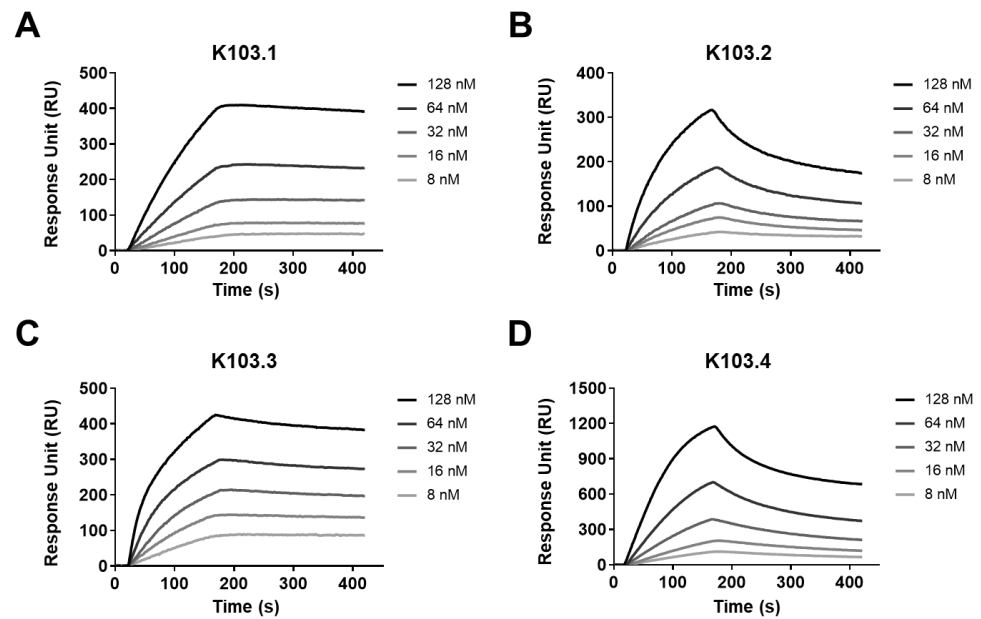 A
K103.1
Response Unit (RU)
500
400
300
200
100
0
0 100 200 300 400
Time (s)
128 nM
64 nM
32 nM
16 nM
8 nM
B
K103.2
Response Unit (RU)
400
300
200
100
0
0 100 200 300 400
Time (s)
128 nM
64 nM
32 nM
16 nM
8 nM
C
K103.3
Response Unit (RU)
500
400
300
200
100
0
0 100 200 300 400
Time (s)
128 nM
64 nM
32 nM
16 nM
8 nM
D
K103.4
Response Unit (RU)
1500
1200
900
600
300
0
0 100 200 300 400
Time (s)
128 nM
64 nM
32 nM
16 nM
8 nM